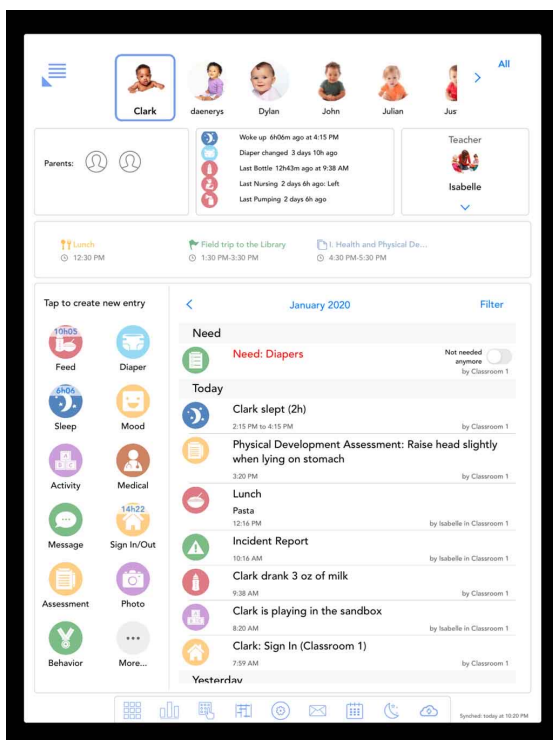 All
Clark
daenerys
Dylan
John
Julian
Jus
Parents:
Woke up 6h06m ago at 4:15 PM
Diaper changed 3 days 10h ago
Last Bottle 12h43m ago at 9:38 AM
Last Nursing 2 days 6h ago: Left
Last Pumping 2 days 6h ago
Teacher
Isabelle
Lunch
12:30 PM
Field trip to the Library
1:30 PM-3:30 PM
I. Health and Physical De...
4:30 PM-5:30 PM
Tap to create new entry
10h05
Feed
Diaper
6h06
Sleep
Mood
Activity
Medical
Message
14h22
Sign In/Out
Assessment
Photo
Behavior
More...
January 2020
Filter
Need
Need: Diapers
Not needed
anymore
by Classroom 1
Today
Clark slept (2h)
2:15 PM to 4:15 PM
by Classroom 1
Physical Development Assessment: Raise head slightly
when lying on stomach
3:20 PM
by Classroom 1
Lunch
Pasta
12:16 PM
by Isabelle in Classroom 1
Incident Report
10:16 AM
by Isabelle in Classroom 1
Clark drank 3 oz of milk
9:38 AM
by Classroom 1
Clark is playing in the sandbox
8:20 AM
by Isabelle in Classroom 1
Clark: Sign In (Classroom 1)
7:59 AM
by Classroom 1
Yesterday
Synched: today at 10:20 PM